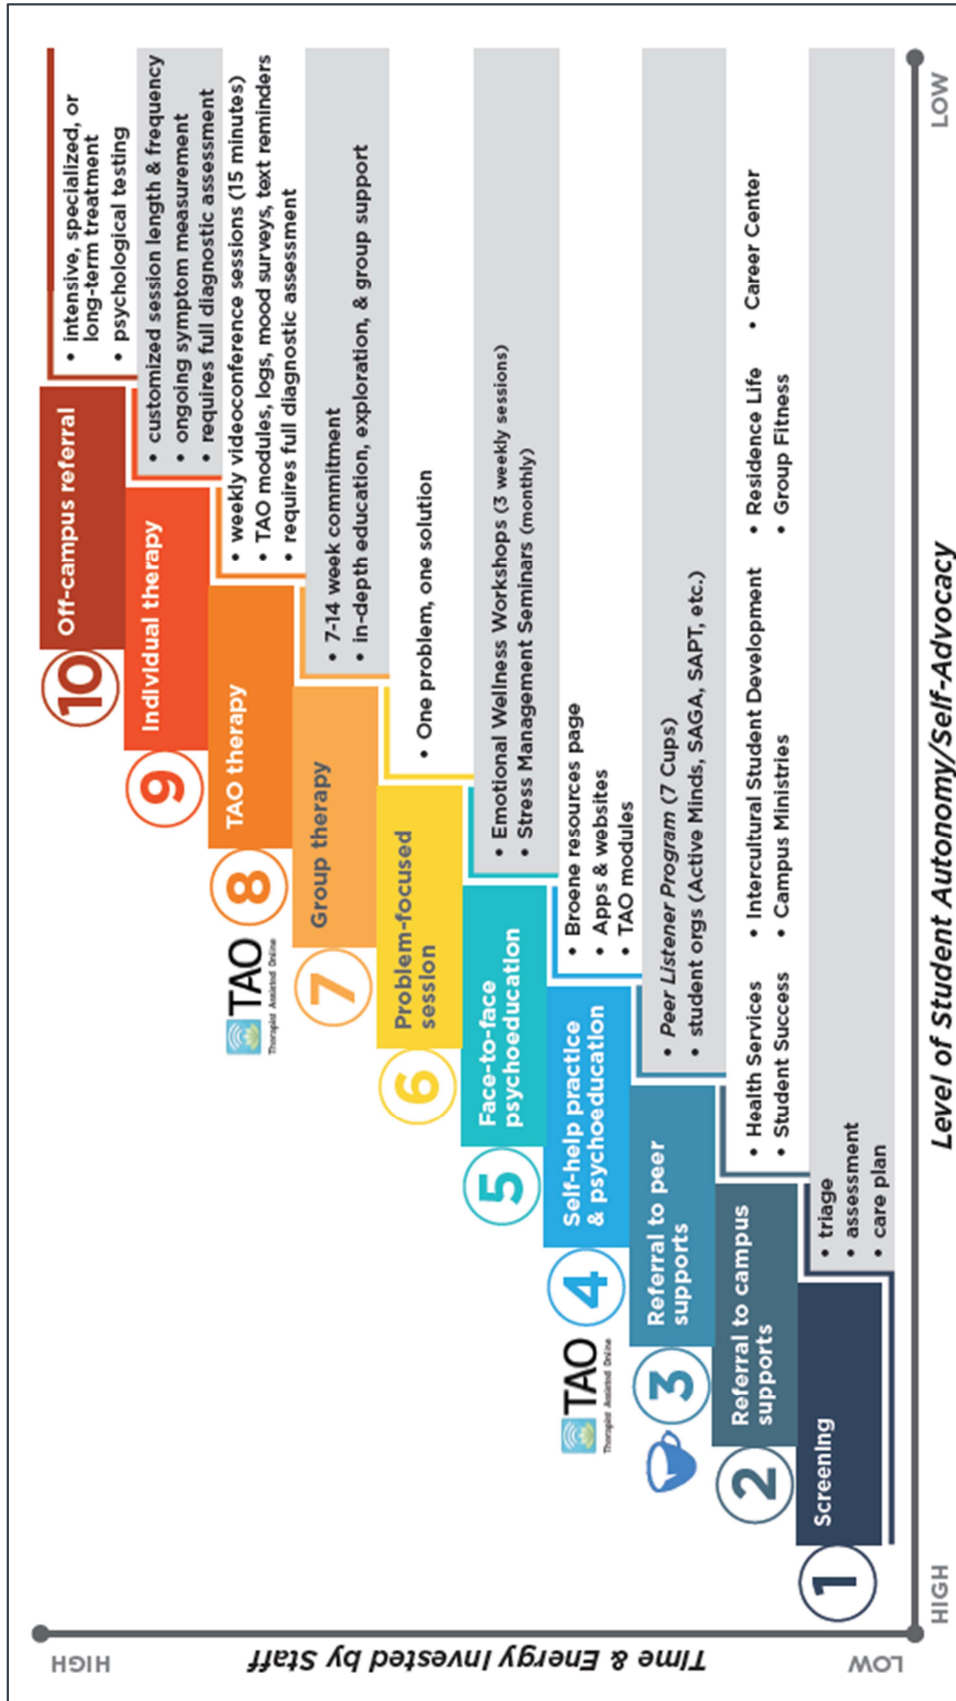 HIGH
Time & Energy Invested by Staff
LOW
10
Off-campus referral
• intensive, specialized, or
long-term treatment
• psychological testing
9
Individual therapy
• customized session length & frequency
• ongoing symptom measurement
• requires full diagnostic assessment
TAO
Therapist Assisted Online
8
TAO therapy
• weekly videoconference sessions (15 minutes)
• TAO modules, logs, mood surveys, text reminders
• requires full diagnostic assessment
7
Group therapy
• 7-14 week commitment
• in-depth education, exploration, & group support
6
Problem-focused
session
• One problem, one solution
5
Face-to-face
psychoeducation
• Emotional Wellness Workshops (3 weekly sessions)
• Stress Management Seminars (monthly)
TAO
Therapist Assisted Online
4
Self-help practice
& psychoeducation
• Broene resources page
• Apps & websites
• TAO modules
3
Referral to peer
supports
• Peer Listener Program (7 Cups)
• student orgs (Active Minds, SAGA, SAPT, etc.)
2
Referral to campus
supports
• Health Services • Intercultural Student Development • Residence Life • Career Center
• Student Success • Campus Ministries • Group Fitness
1
Screening
• triage
• assessment
• care plan
HIGH
Level of Student Autonomy/Self-Advocacy
LOW